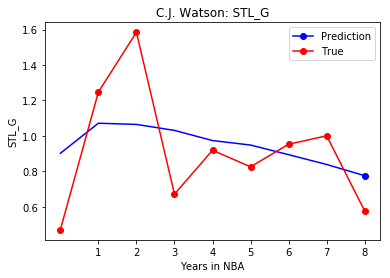 C.J. Watson: STL_G
Prediction
True
1.6
1.4
1.2
1.0
0.8
0.6
STL_G
1 2 3 4 5 6 7 8
Years in NBA